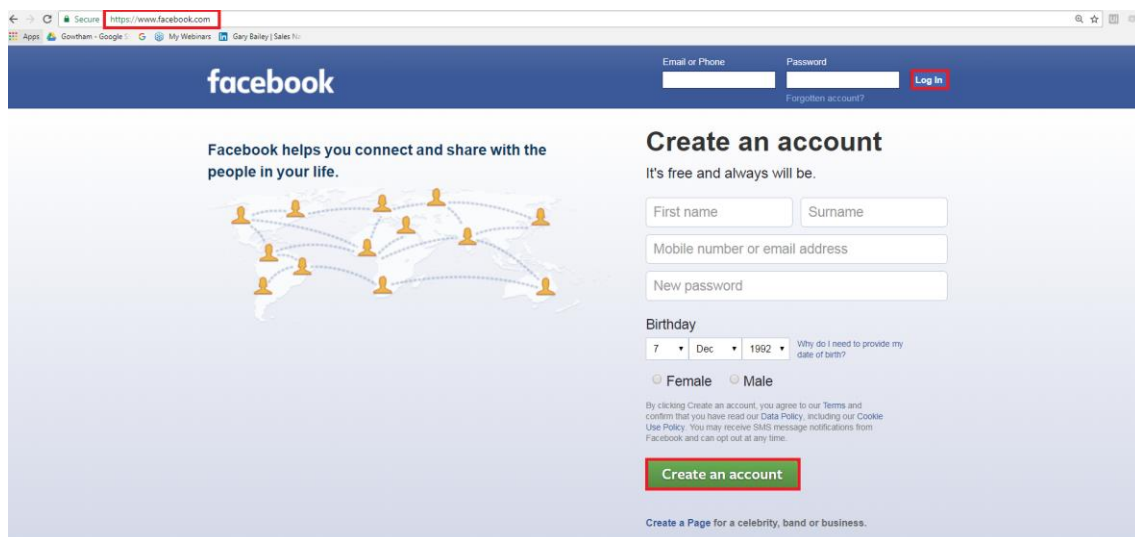 Secure https://www.facebook.com
Apps Gowtham - Google S G My Webinars Gary Bailey | Sales Na
facebook
Email or Phone
Password
Log In
Forgotten account?
Facebook helps you connect and share with the
people in your life.
Create an account
It's free and always will be.
First name
Surname
Mobile number or email address
New password
Birthday
7 Dec 1992
Why do I need to provide my
date of birth?
Female Male
By clicking Create an account, you agree to our Terms and
confirm that you have read our Data Policy, including our Cookie
Use Policy. You may receive SMS message notifications from
Facebook and can opt out at any time.
Create an account
Create a Page for a celebrity, band or business.